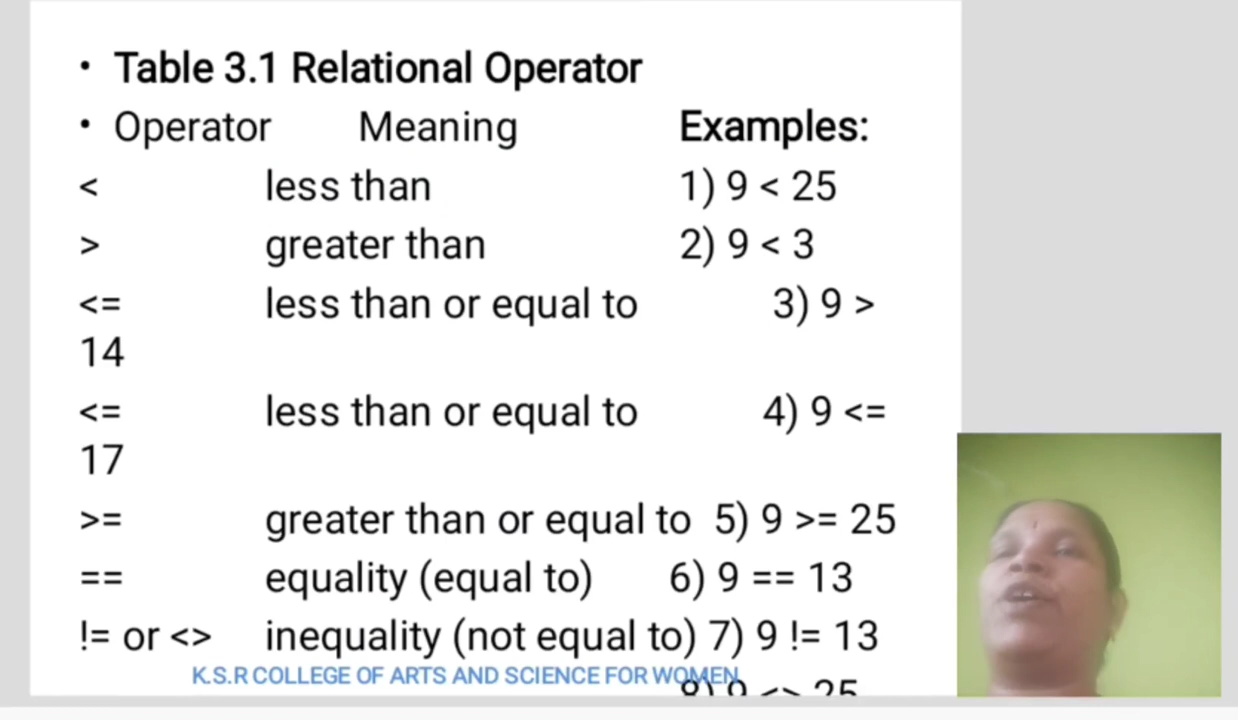 • Table 3.1 Relational Operator
• Operator Meaning Examples:
< less than 1) 9 < 25
> greater than 2) 9 < 3
<= less than or equal to 3) 9 >
14
<= less than or equal to 4) 9 <=
17
>= greater than or equal to 5) 9 >= 25
== equality (equal to) 6) 9 == 13
!= or <> inequality (not equal to) 7) 9 != 13
K.S.R COLLEGE OF ARTS AND SCIENCE FOR WOMEN
8) 9 <> 25